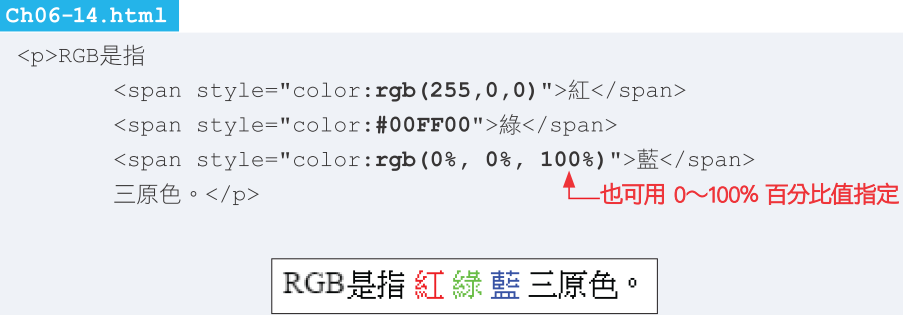 Ch06-14.html
<p>RGB是指
<span style="color:rgb(255,0,0)">紅</span>
<span style="color:#00FF00">綠</span>
<span style="color:rgb(0%, 0%, 100%)">藍</span>
三原色。</p>
也可用 0～100% 百分比值指定
RGB是指 紅 綠 藍 三原色。